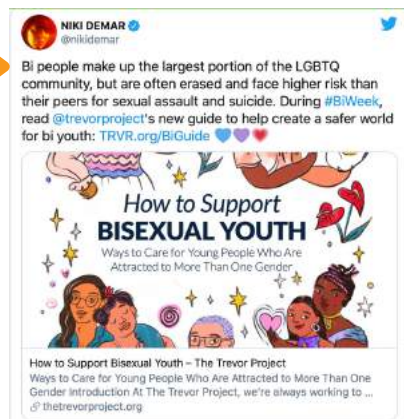 NIKI DEMAR
@nikidemar
Bi people make up the largest portion of the LGBTQ
community, but are often erased and face higher risk than
their peers for sexual assault and suicide. During #BiWeek,
read @trevorproject's new guide to help create a safer world
for bi youth: TRVR.org/BiGuide 💙💜❤️
How to Support
BISEXUAL YOUTH
Ways to Care for Young People Who Are
Attracted to More Than One Gender
How to Support Bisexual Youth – The Trevor Project
Ways to Care for Young People Who Are Attracted to More Than One
Gender Introduction At The Trevor Project, we're always working to ...
thetrevorproject.org